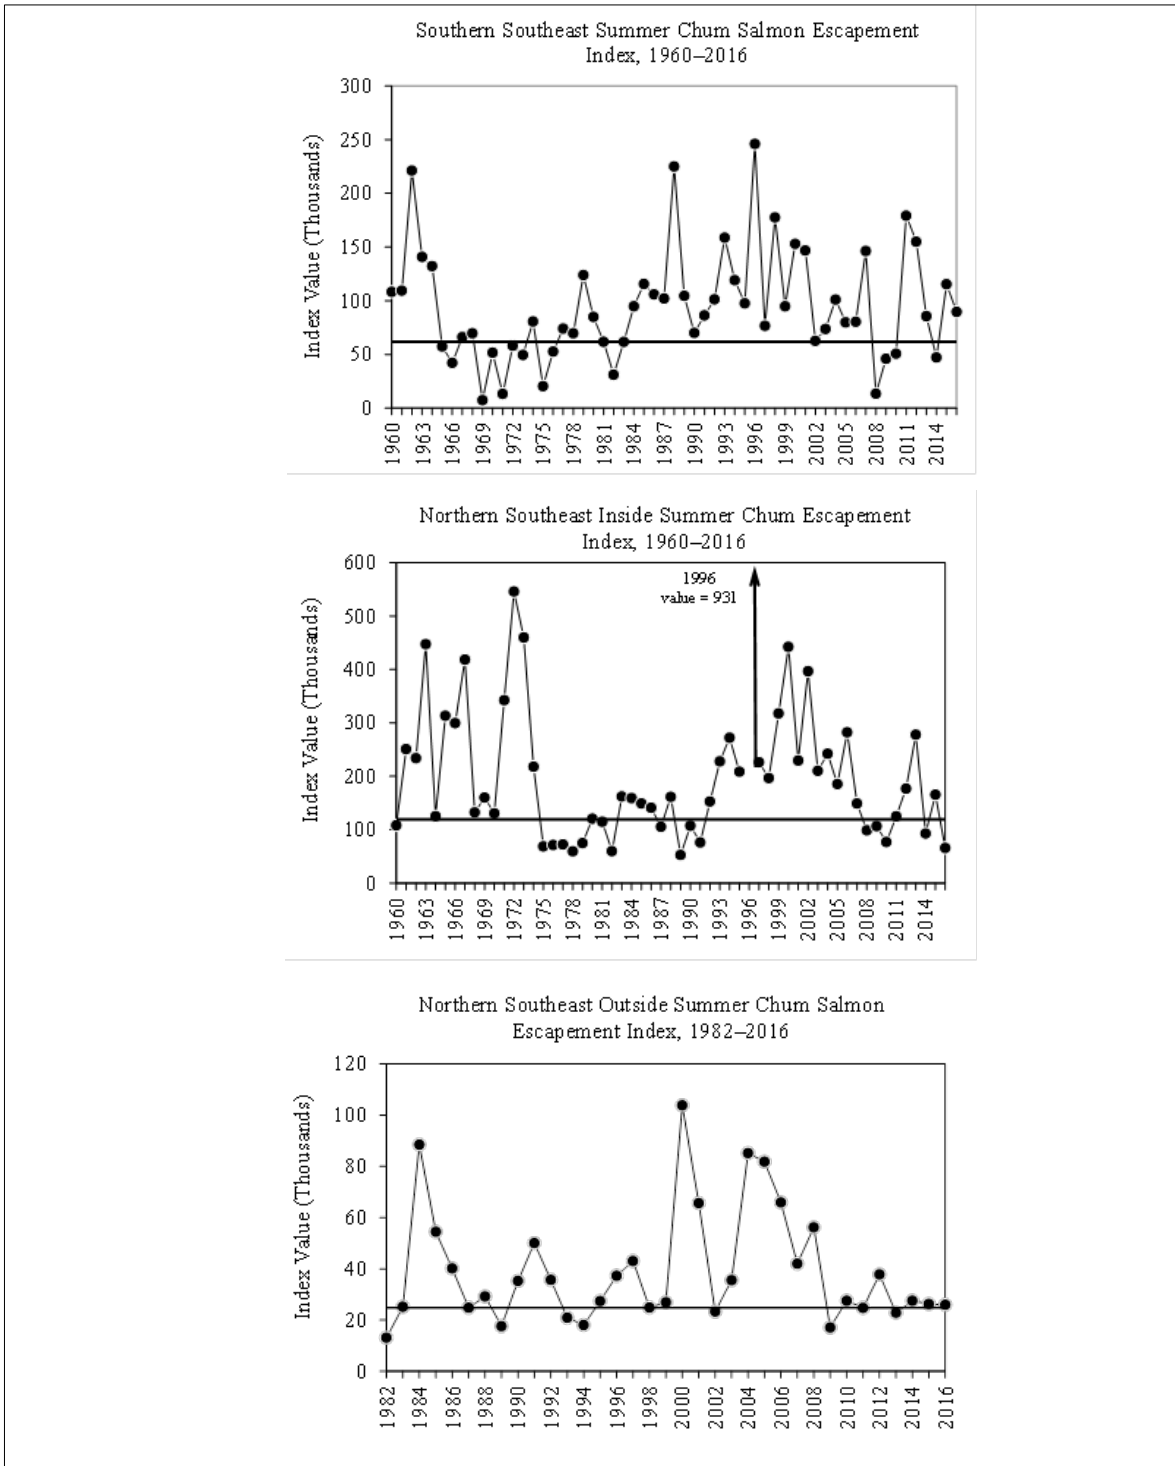 Southern Southeast Summer Chum Salmon Escapement
Index, 1960–2016
Index Value (Thousands)
300
250
200
150
100
50
0
1960 1963 1966 1969 1972 1975 1978 1981 1984 1987 1990 1993 1996 1999 2002 2005 2008 2011 2014
Northern Southeast Inside Summer Chum Escapement
Index, 1960–2016
Index Value (Thousands)
600
500
400
300
200
100
0
1996
value = 931
1960 1963 1966 1969 1972 1975 1978 1981 1984 1987 1990 1993 1996 1999 2002 2005 2008 2011 2014
Northern Southeast Outside Summer Chum Salmon
Escapement Index, 1982–2016
Index Value (Thousands)
120
100
80
60
40
20
0
1982 1984 1986 1988 1990 1992 1994 1996 1998 2000 2002 2004 2006 2008 2010 2012 2014 2016